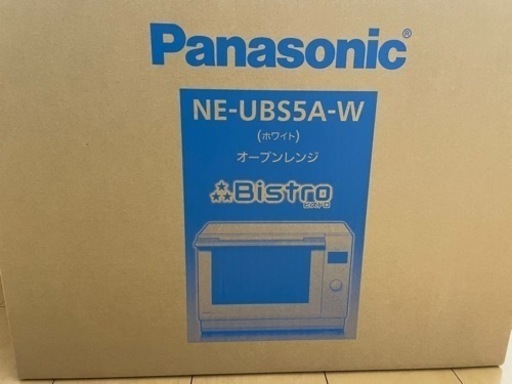 Panasonic®
NE-UBS5A-W
(ホワイト)
オーブンレンジ
Bistro
ビストロ